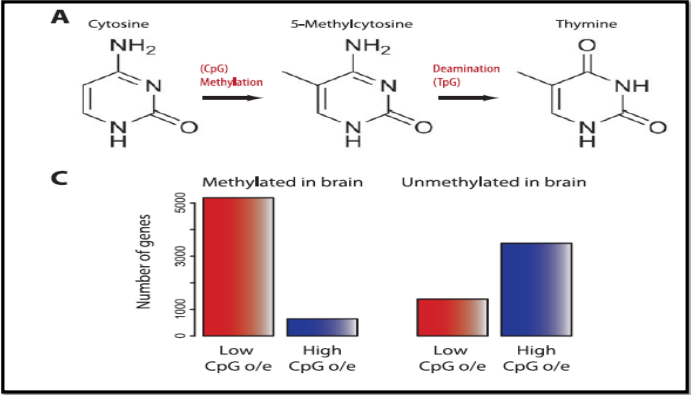 A
Cytosine
5-Methylcytosine
Thymine
NH2
N
N
H
O
(CpG)
Methylation
NH2
N
N
H
O
Deamination
(TpG)
O
NH
N
H
O
C
Methylated in brain
Unmethylated in brain
Number of genes
5000
3000
1000
0
Low
CpG o/e
High
CpG o/e
Low
CpG o/e
High
CpG o/e